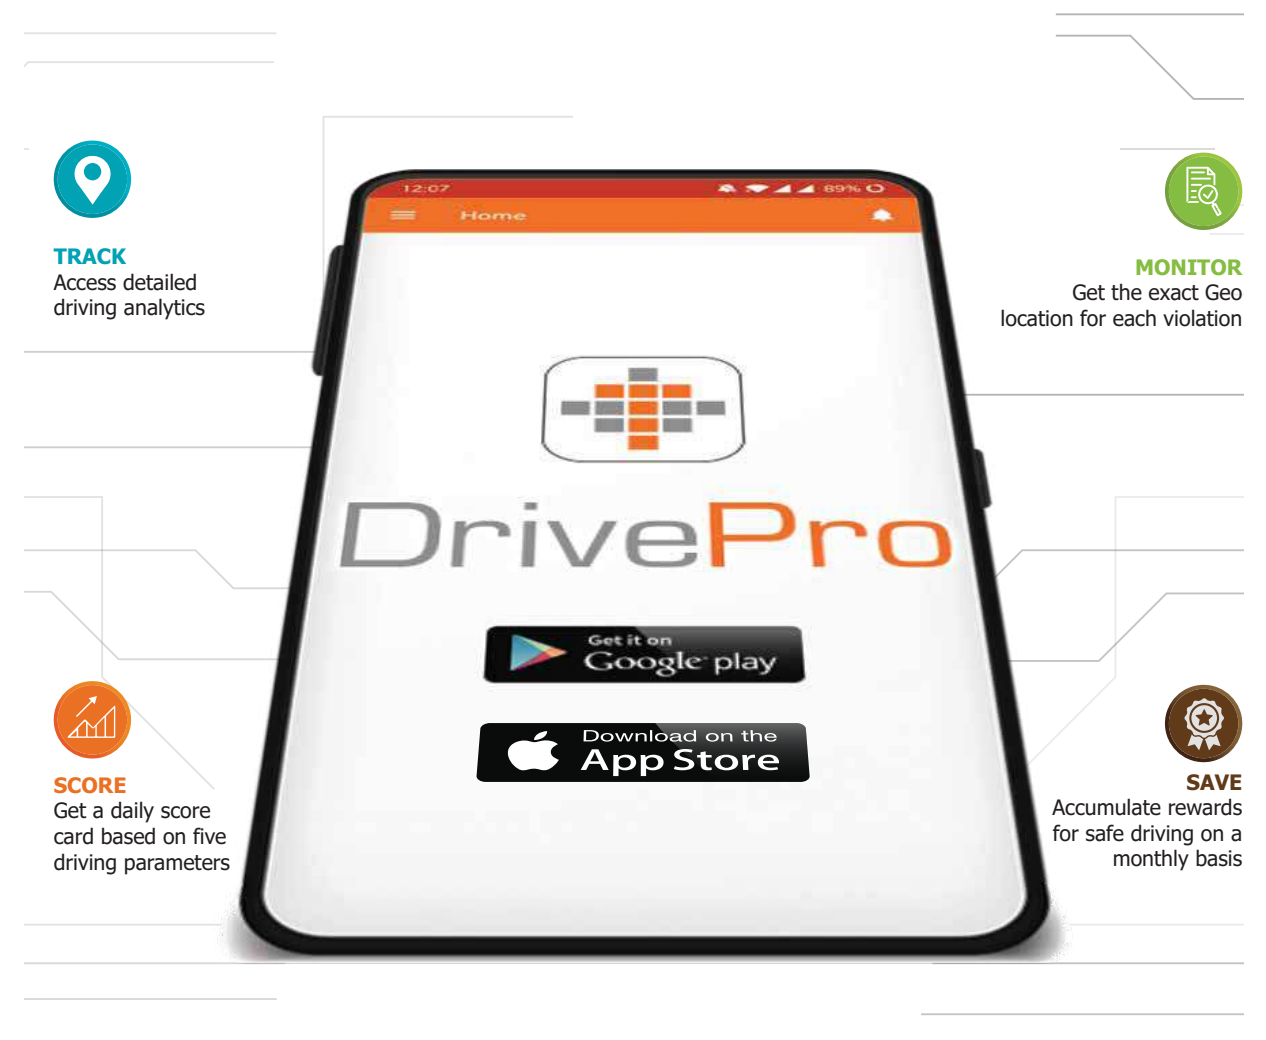 12:07
89%
Home
TRACK
Access detailed
driving analytics
MONITOR
Get the exact Geo
location for each violation
DrivePro
Get it on
Google play
Download on the
App Store
SCORE
Get a daily score
card based on five
driving parameters
SAVE
Accumulate rewards
for safe driving on a
monthly basis